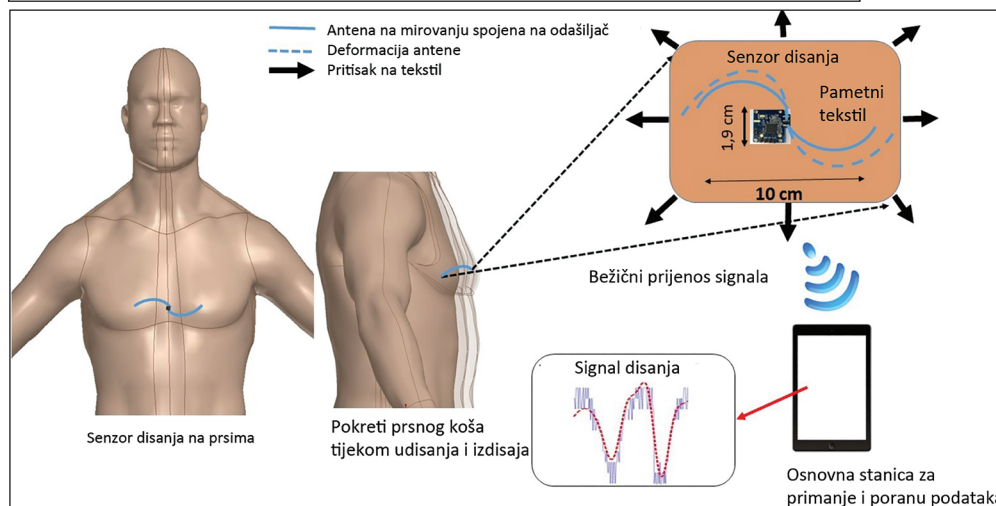 Antena na mirovanju spojena na odašiljač
Deformacija antene
Pritisak na tekstil
Senzor disanja
Pametni
tekstil
1,9 cm
10 cm
Bežični prijenos signala
Signal disanja
Senzor disanja na prsima
Pokreti prsnog koša
tijekom udisanja i izdisaja
Osnovna stanica za
primanje i poranu podataka